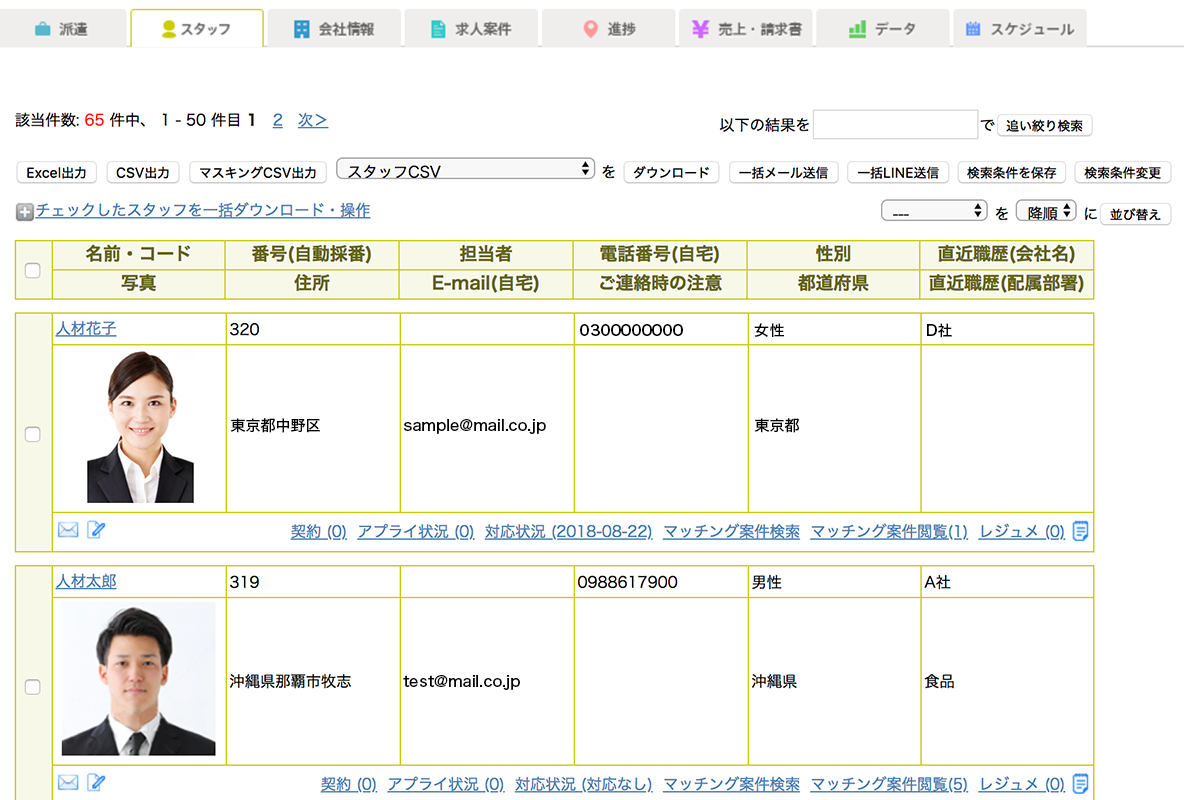 派遣 スタッフ 会社情報 求人案件 進捗 売上・請求書 データ スケジュール
該当件数: 65 件中、 1 - 50 件目 1 2 次＞
以下の結果を で 追い絞り検索
Excel出力 CSV出力 マスキングCSV出力 スタッフCSV を ダウンロード 一括メール送信 一括LINE送信 検索条件を保存 検索条件変更
チェックしたスタッフを一括ダウンロード・操作 --- を 降順 に 並び替え
名前・コード 番号(自動採番) 担当者 電話番号(自宅) 性別 直近職歴(会社名)
写真 住所 E-mail(自宅) ご連絡時の注意 都道府県 直近職歴(配属部署)
人材花子 320 0300000000 女性 D社
東京都中野区 sample@mail.co.jp 東京都
契約 (0) アプライ状況 (0) 対応状況 (2018-08-22) マッチング案件検索 マッチング案件閲覧(1) レジュメ (0)
人材太郎 319 0988617900 男性 A社
沖縄県那覇市牧志 test@mail.co.jp 沖縄県 食品
契約 (0) アプライ状況 (0) 対応状況 (対応なし) マッチング案件検索 マッチング案件閲覧(5) レジュメ (0)